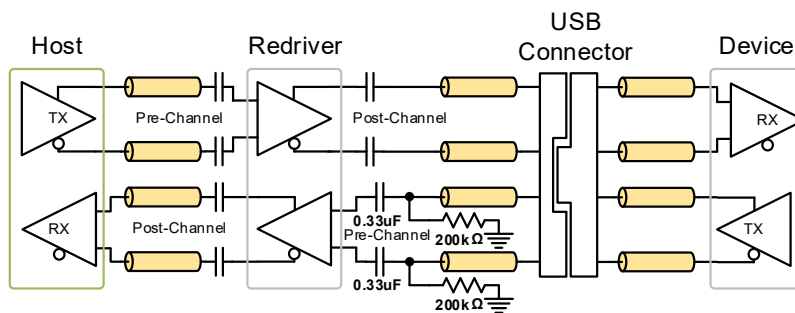 Host
Redriver
USB
Connector
Device
TX
Pre-Channel
Post-Channel
RX
RX
Post-Channel
0.33uF
Pre-Channel
200kΩ
TX
0.33uF
200kΩ